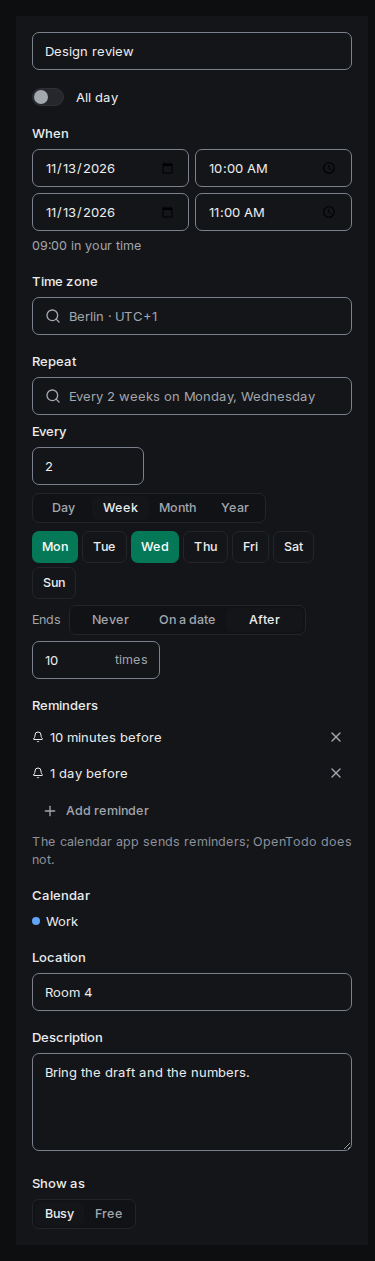 Design review
All day
When
11/13/2026 10:00 AM
11/13/2026 11:00 AM
09:00 in your time
Time zone
Berlin · UTC+1
Repeat
Every 2 weeks on Monday, Wednesday
Every
2
Day Week Month Year
Mon Tue Wed Thu Fri Sat
Sun
Ends Never On a date After
10 times
Reminders
10 minutes before
1 day before
Add reminder
The calendar app sends reminders; OpenTodo does
not.
Calendar
Work
Location
Room 4
Description
Bring the draft and the numbers.
Show as
Busy Free